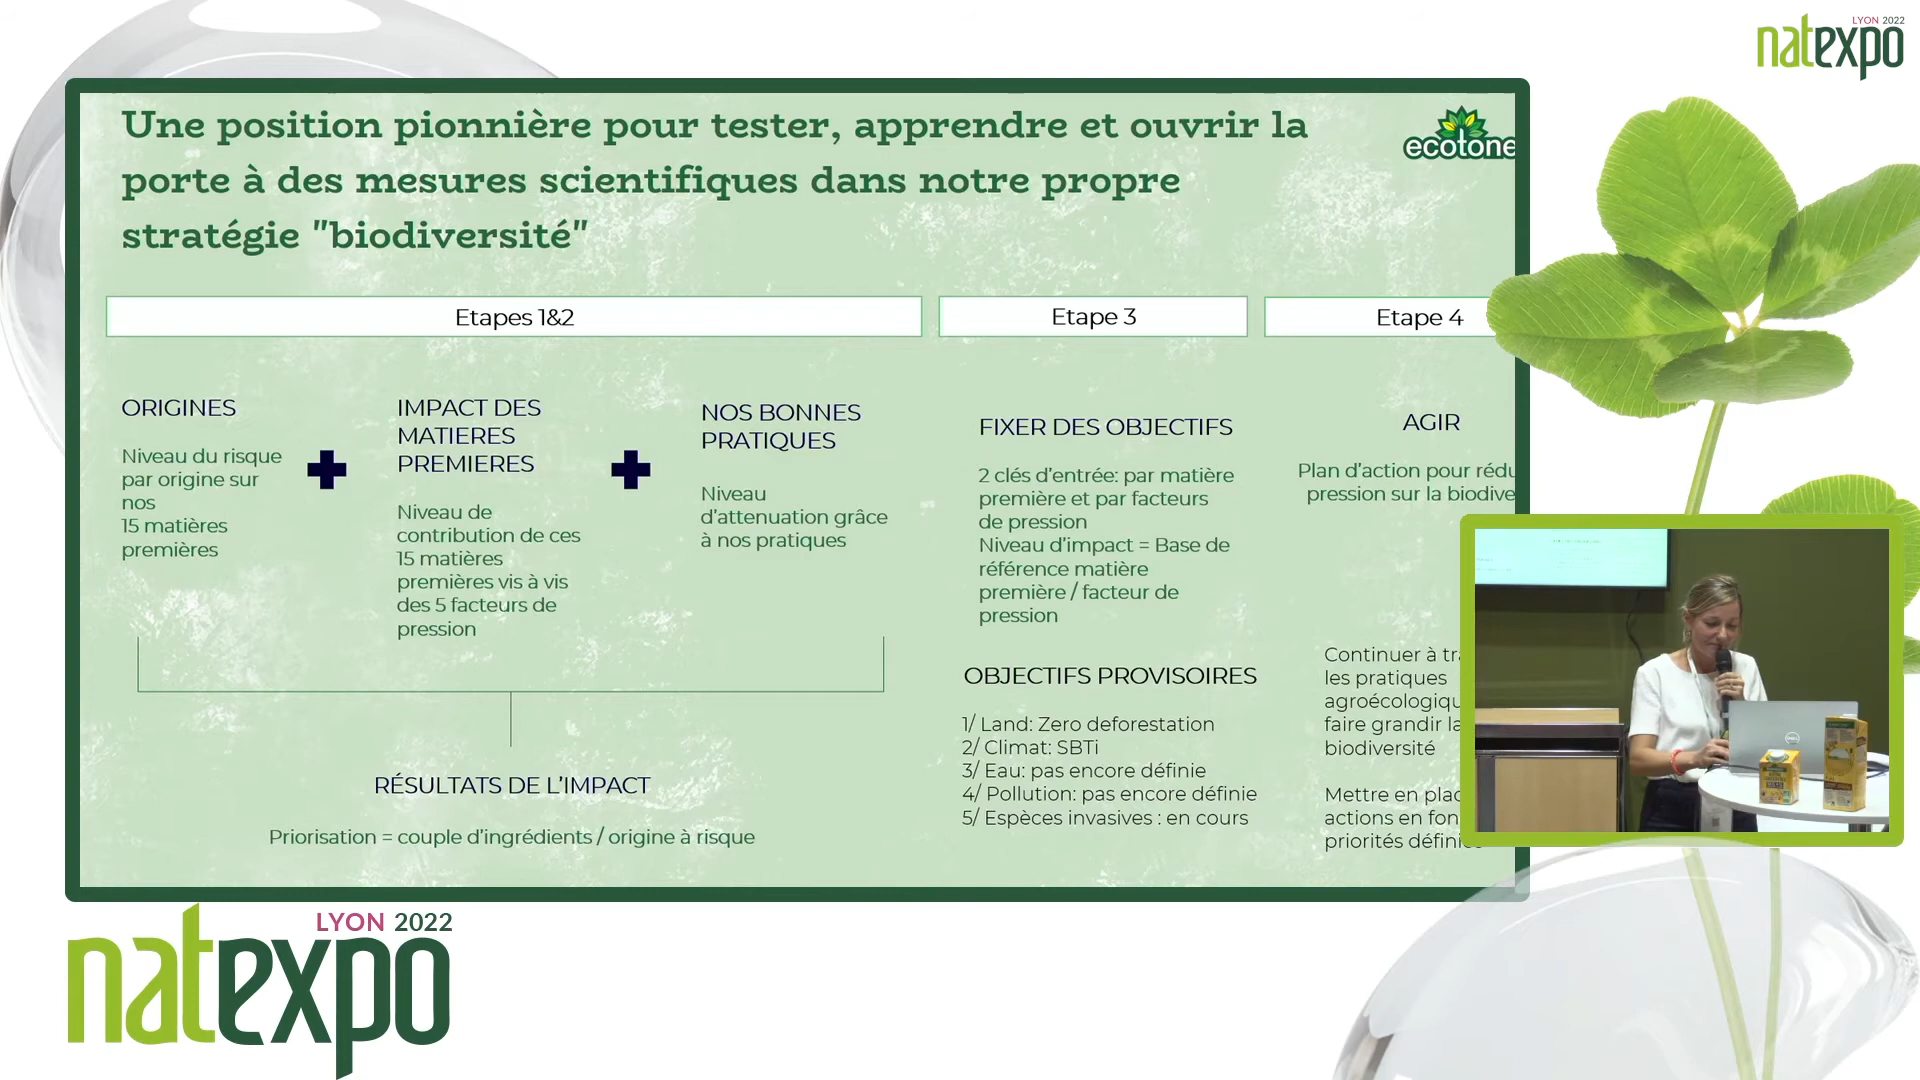 LYON 2022
natexpo
Une position pionnière pour tester, apprendre et ouvrir la
porte à des mesures scientifiques dans notre propre
stratégie "biodiversité"
ecotone
Etapes 1&2
Etape 3
Etape 4
ORIGINES
Niveau du risque
par origine sur
nos
15 matières
premières
IMPACT DES
MATIERES
PREMIERES
Niveau de
contribution de ces
15 matières
premières vis à vis
des 5 facteurs de
pression
NOS BONNES
PRATIQUES
Niveau
d'attenuation grâce
à nos pratiques
RÉSULTATS DE L'IMPACT
Priorisation = couple d'ingrédients / origine à risque
FIXER DES OBJECTIFS
2 clés d'entrée: par matière
première et par facteurs
de pression
Niveau d'impact = Base de
référence matière
première / facteur de
pression
OBJECTIFS PROVISOIRES
1/ Land: Zero deforestation
2/ Climat: SBTi
3/ Eau: pas encore définie
4/ Pollution: pas encore définie
5/ Espèces invasives : en cours
AGIR
Plan d'action pour
pression sur la
Continuer à
les pratiques
faire grandir la
biodiversité
Mettre en
actions en
priorités
LYON 2022
natexpo
DELL